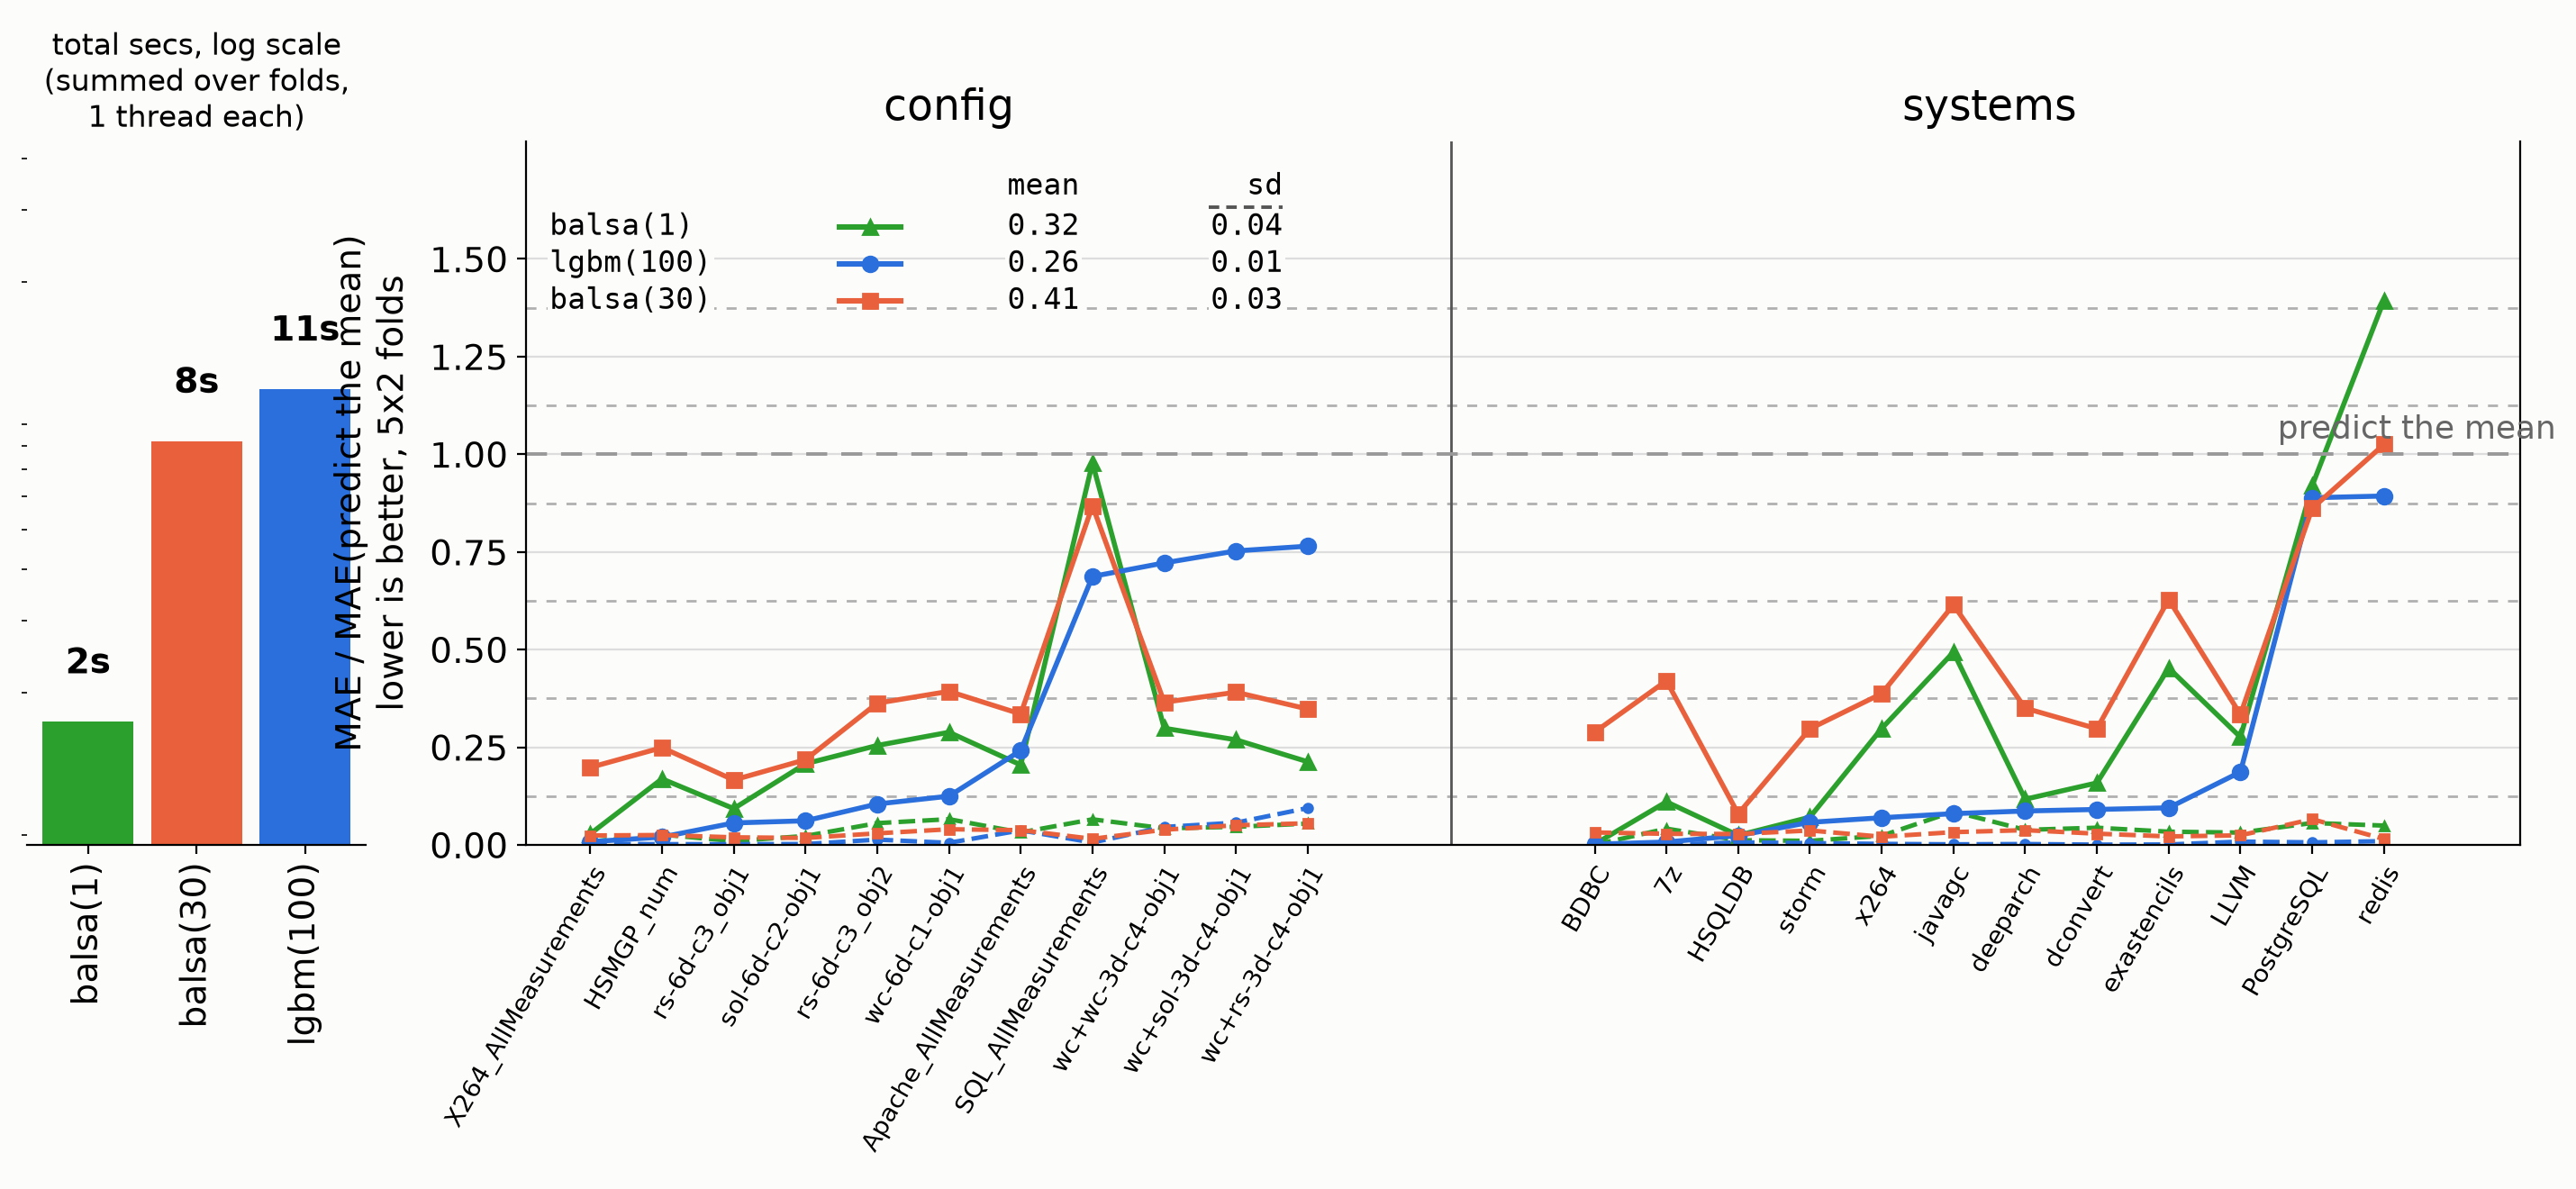 total secs, log scale
(summed over folds,
1 thread each)
2s
8s
11s
balsa(1)
balsa(30)
lgbm(100)
MAE / MAE(predict the mean)
lower is better, 5x2 folds
config
systems
mean sd
balsa(1) 0.32 0.04
lgbm(100) 0.26 0.01
balsa(30) 0.41 0.03
1.50
1.25
1.00
0.75
0.50
0.25
0.00
predict the mean
X264_AllMeasurements
HSMGP_num
rs-6d-c3_obj1
sol-6d-c2-obj1
rs-6d-c3_obj2
wc-6d-c1-obj1
Apache_AllMeasurements
SQL_AllMeasurements
wc+wc-3d-c4-obj1
wc+sol-3d-c4-obj1
wc+rs-3d-c4-obj1
BDBC
7z
HSQLDB
storm
x264
javagc
deeparch
dconvert
exastencils
LLVM
PostgreSQL
redis